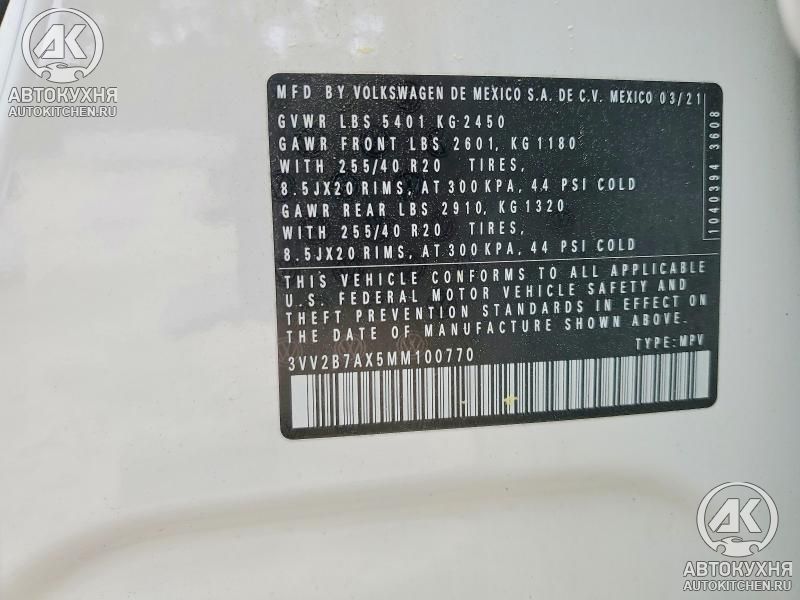 АВТОКУХНЯ
MFD BY VOLKSWAGEN DE MEXICO S.A. DE C.V. MEXICO 03/21
GVWR LBS 5401 KG 2450
GAWR FRONT LBS 2601, KG 1180
WITH 255/40 R20 TIRES,
8.5JX20 RIMS, AT 300 KPA, 44 PSI COLD
GAWR REAR LBS 2910, KG 1320
WITH 255/40 R20 TIRES,
8.5JX20 RIMS, AT 300 KPA, 44 PSI COLD
1040394 3608
THIS VEHICLE CONFORMS TO ALL APPLICABLE
U.S. FEDERAL MOTOR VEHICLE SAFETY AND
THEFT PREVENTION STANDARDS IN EFFECT ON
THE DATE OF MANUFACTURE SHOWN ABOVE.
TYPE: MPV
3VV2B7AX5MM100770
АВТОКУХНЯ